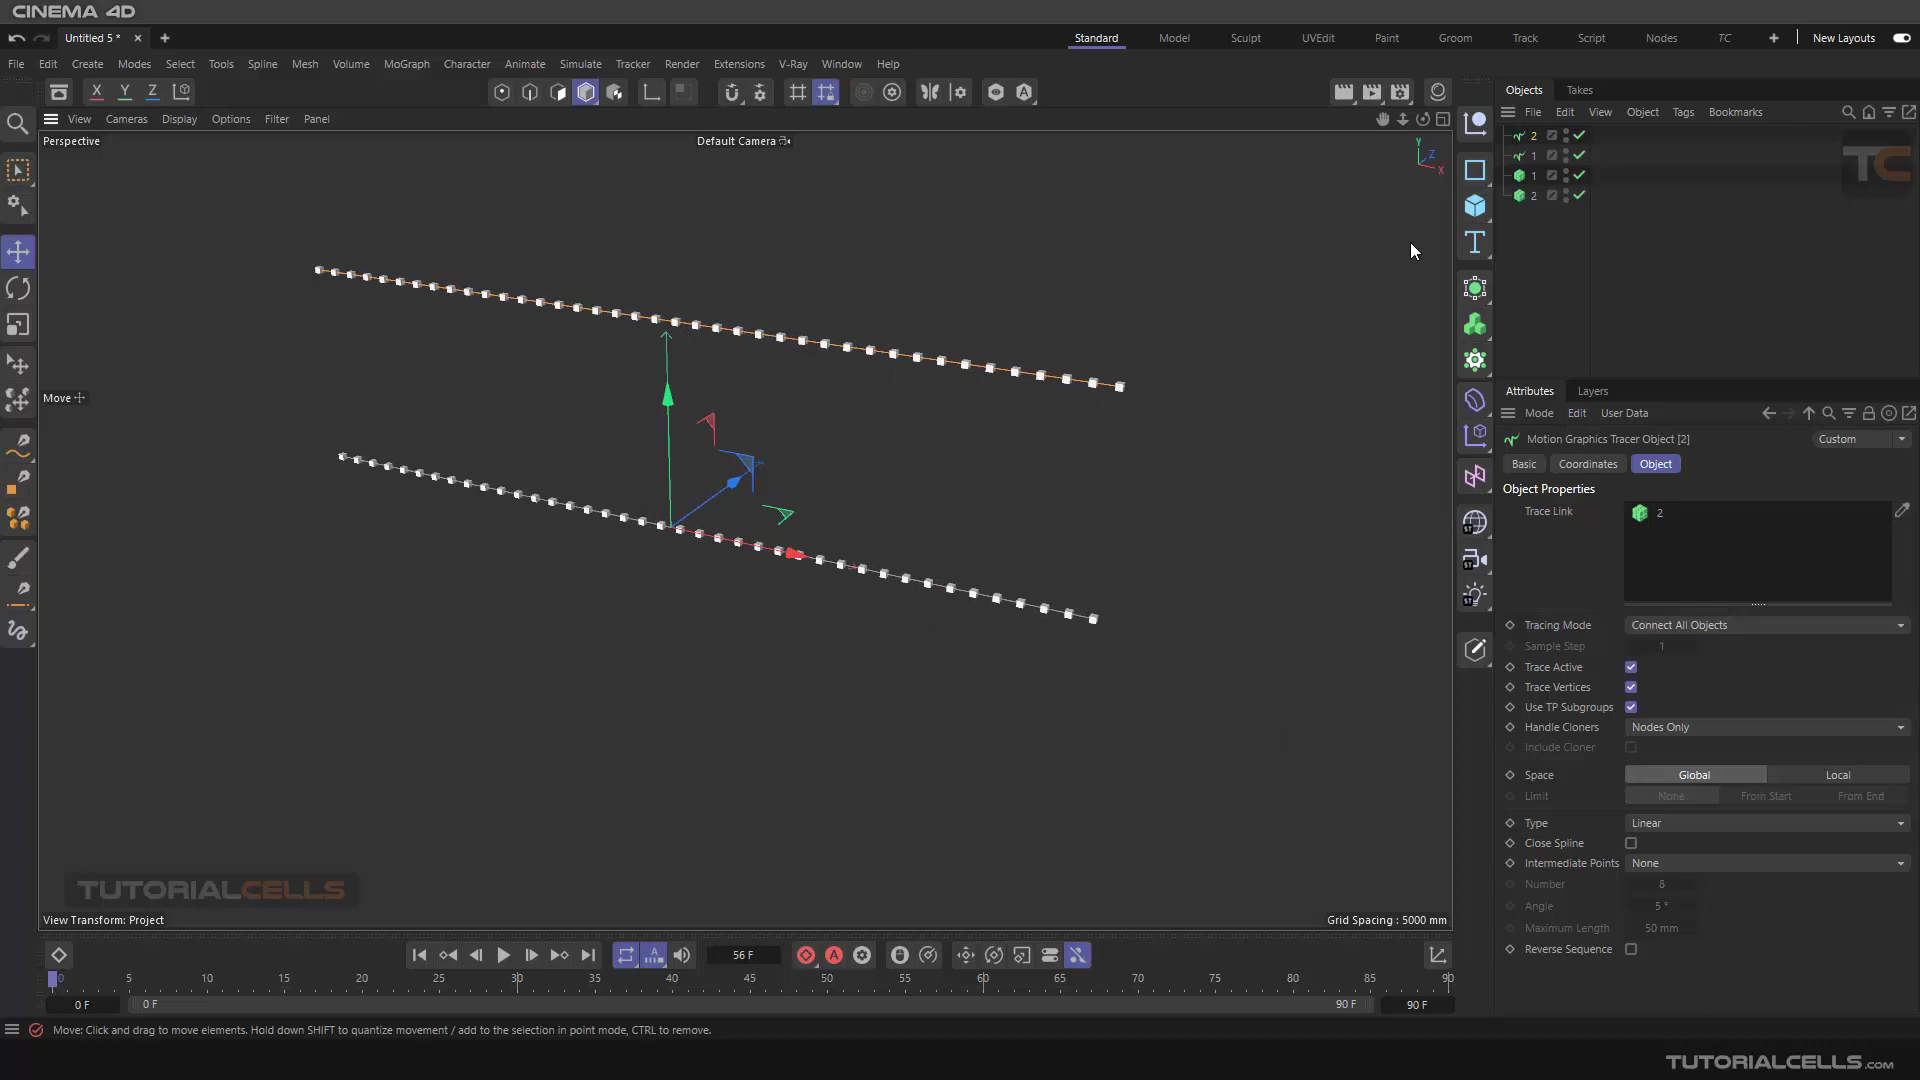 CINEMA 4D
Untitled 5 *
Standard Model Sculpt UVEdit Paint Groom Track Script Nodes TC New Layouts
File Edit Create Modes Select Tools Spline Mesh Volume MoGraph Character Animate Simulate Tracker Render Extensions V-Ray Window Help
X Y Z
View Cameras Display Options Filter Panel
Perspective
Default Camera
Y
Z
X
Move
TUTORIALCELLS
View Transform: Project
Grid Spacing : 5000 mm
ST
ST
ST
Objects Takes
File Edit View Object Tags Bookmarks
2
1
1
2
TC
Attributes Layers
Mode Edit User Data
Motion Graphics Tracer Object [2]
Custom
Basic Coordinates Object
Object Properties
Trace Link
2
Tracing Mode Connect All Objects
Sample Step 1
Trace Active
Trace Vertices
Use TP Subgroups
Handle Cloners Nodes Only
Include Cloner
Space Global Local
Limit None From Start From End
Type Linear
Close Spline
Intermediate Points None
Number 8
Angle 5 °
Maximum Length 50 mm
Reverse Sequence
56 F
0 5 10 15 20 25 30 35 40 45 50 55 60 65 70 75 80 85 90
0 F 0 F 90 F 90 F
Move: Click and drag to move elements. Hold down SHIFT to quantize movement / add to the selection in point mode, CTRL to remove.
TUTORIALCELLS.com